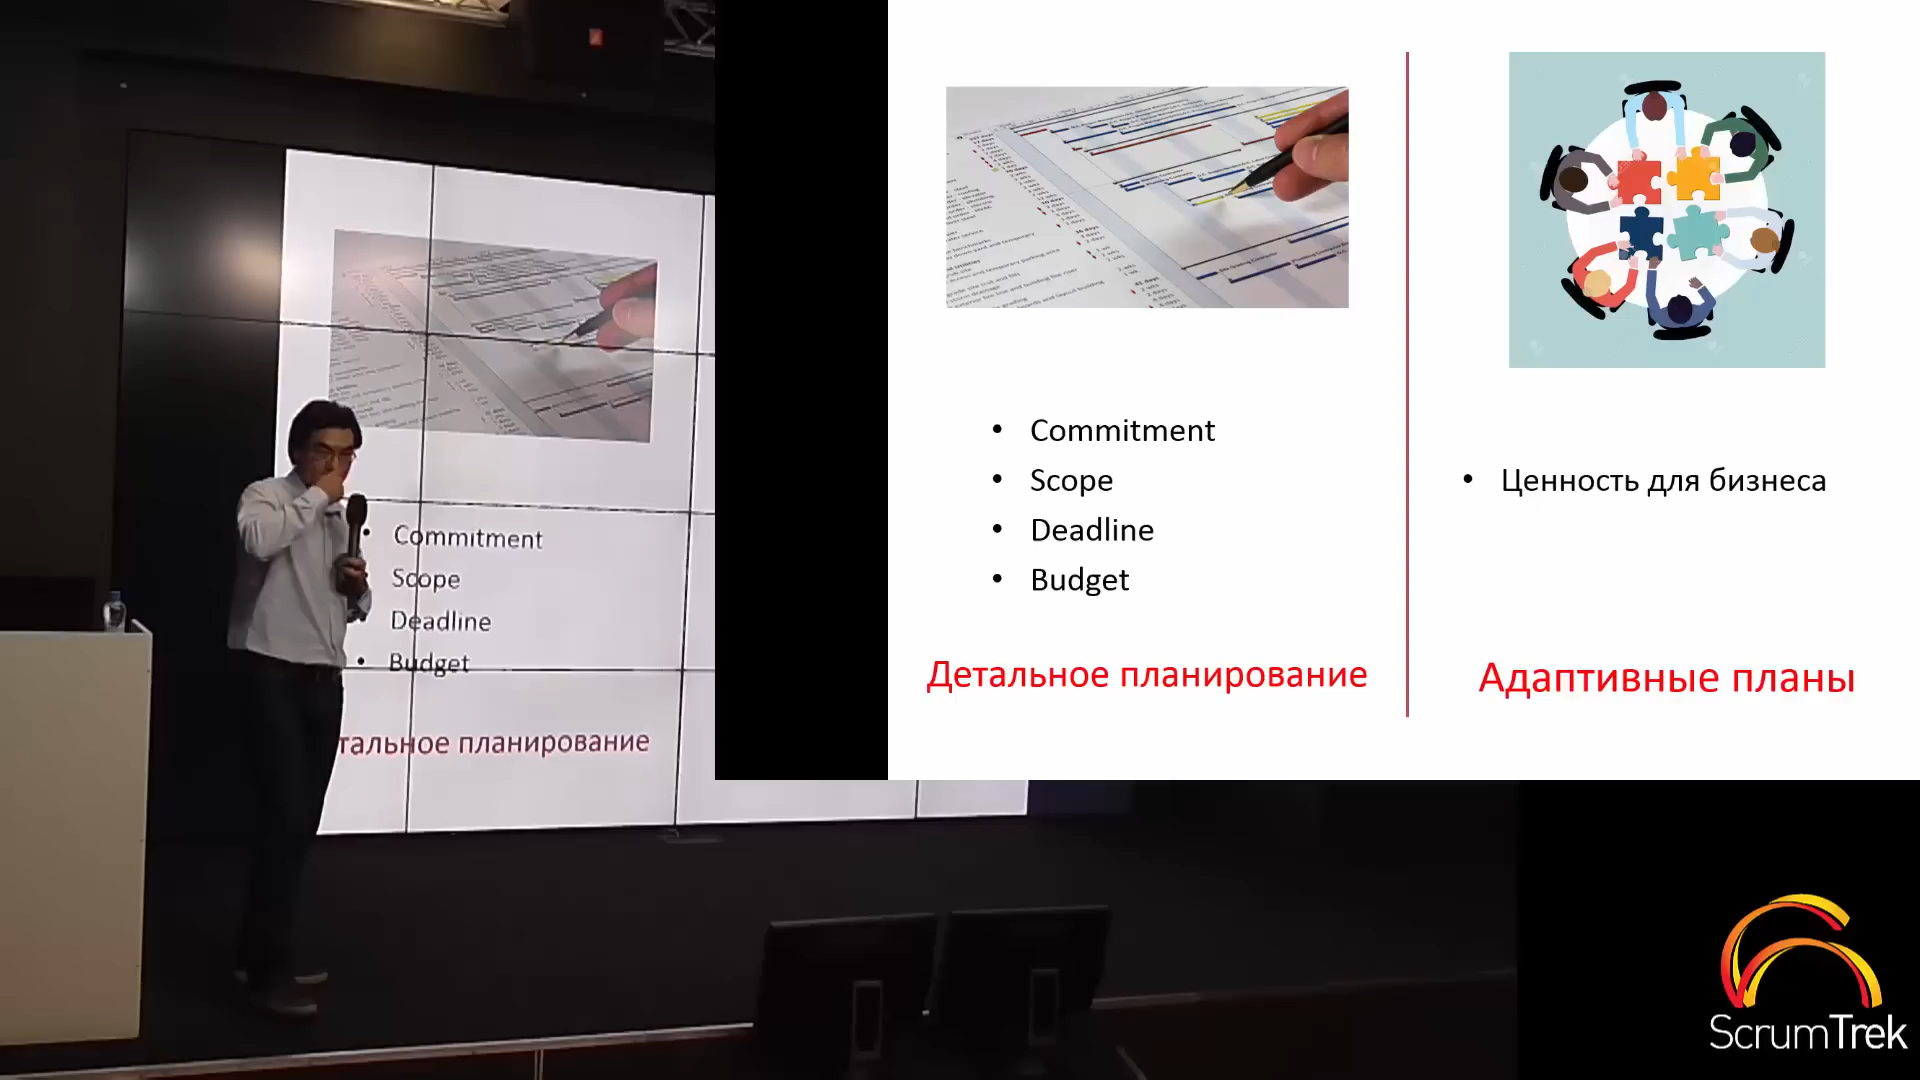 Commitment
Scope
Deadline
Budget
Детальное планирование
Ценность для бизнеса
Адаптивные планы
Commitment
Scope
Deadline
Budget
тальное планирование
ScrumTrek